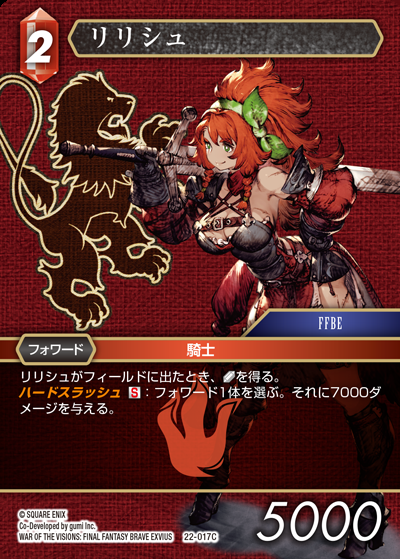 2
リリシュ
FFBE
フォワード
騎士
リリシュがフィールドに出たとき、を得る。
ハードスラッシュ S:フォワード1体を選ぶ。それに7000ダ
メージを与える。
© SQUARE ENIX
Co-Developed by gumi Inc.
WAR OF THE VISIONS: FINAL FANTASY BRAVE EXVIUS
22-017C
5000